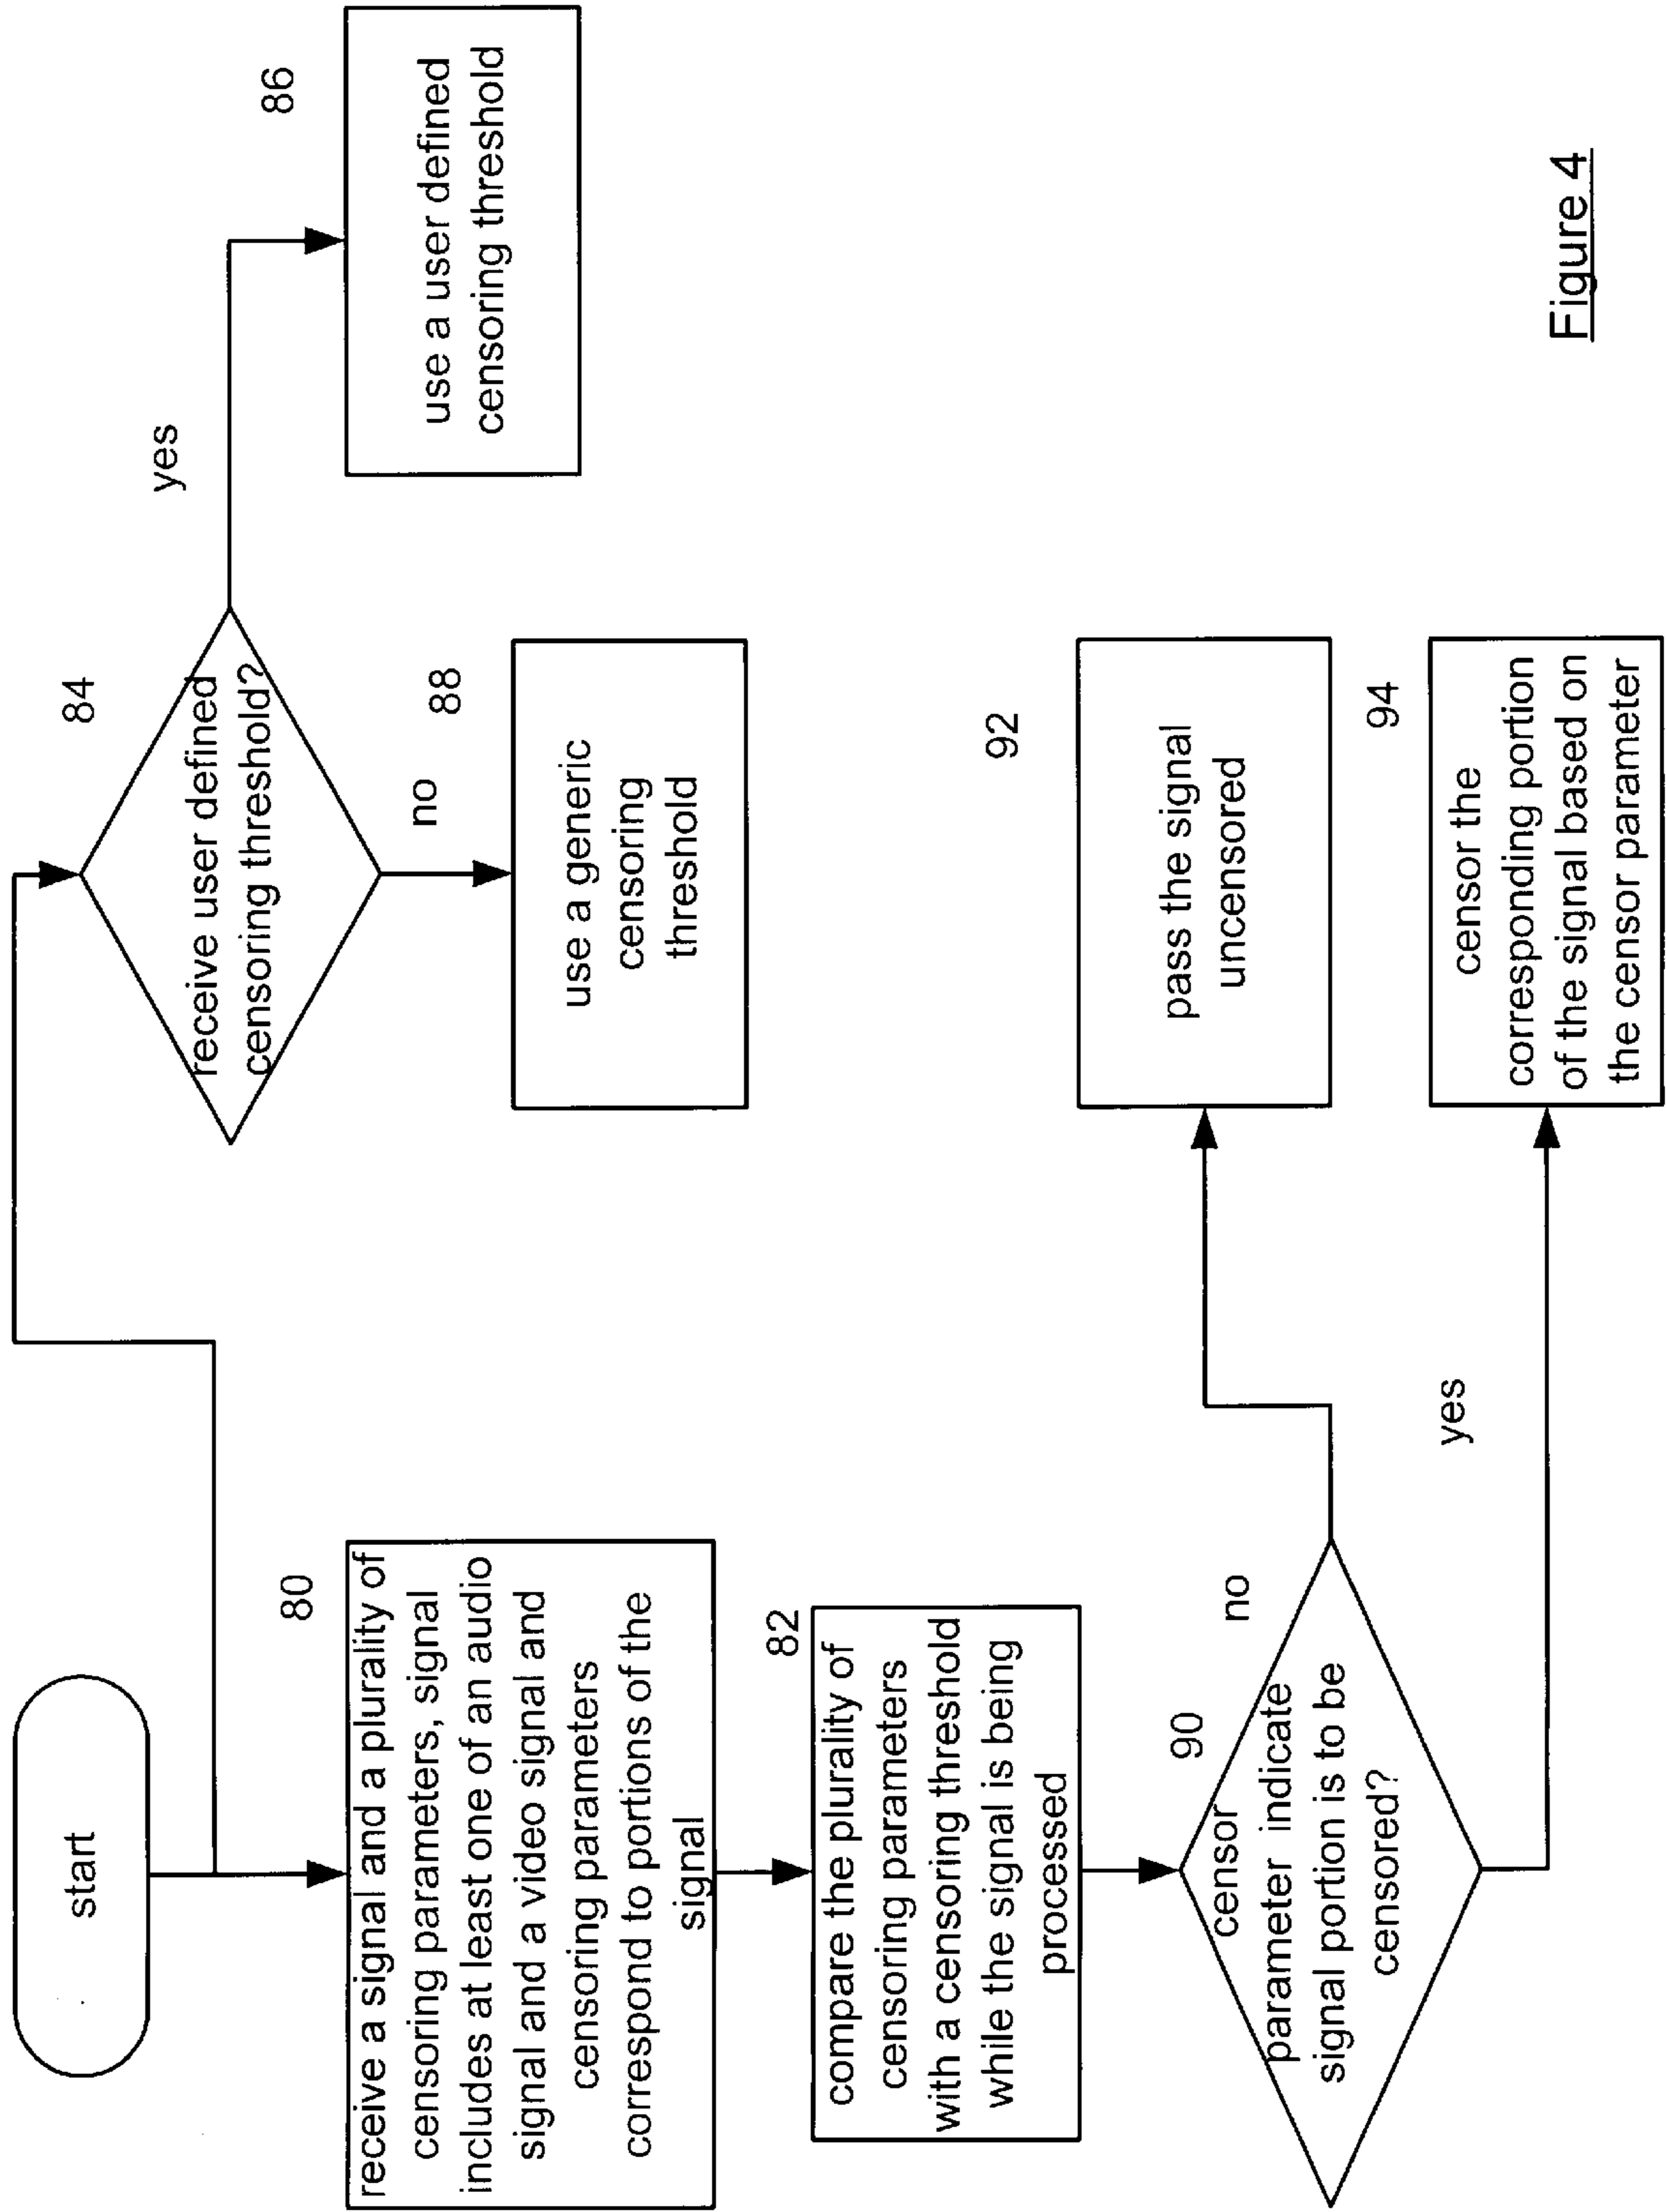 start
80
receive a signal and a plurality of
censoring parameters, signal
includes at least one of an audio
signal and a video signal and
censoring parameters
correspond to portions of the
signal
82
compare the plurality of
censoring parameters
with a censoring threshold
while the signal is being
processed
90
censor
parameter indicate
signal portion is to be
censored?
no
yes
84
receive user defined
censoring threshold?
yes
no
86
use a user defined
censoring threshold
88
use a generic
censoring
threshold
92
pass the signal
uncensored
94
censor the
corresponding portion
of the signal based on
the censor parameter
Figure 4